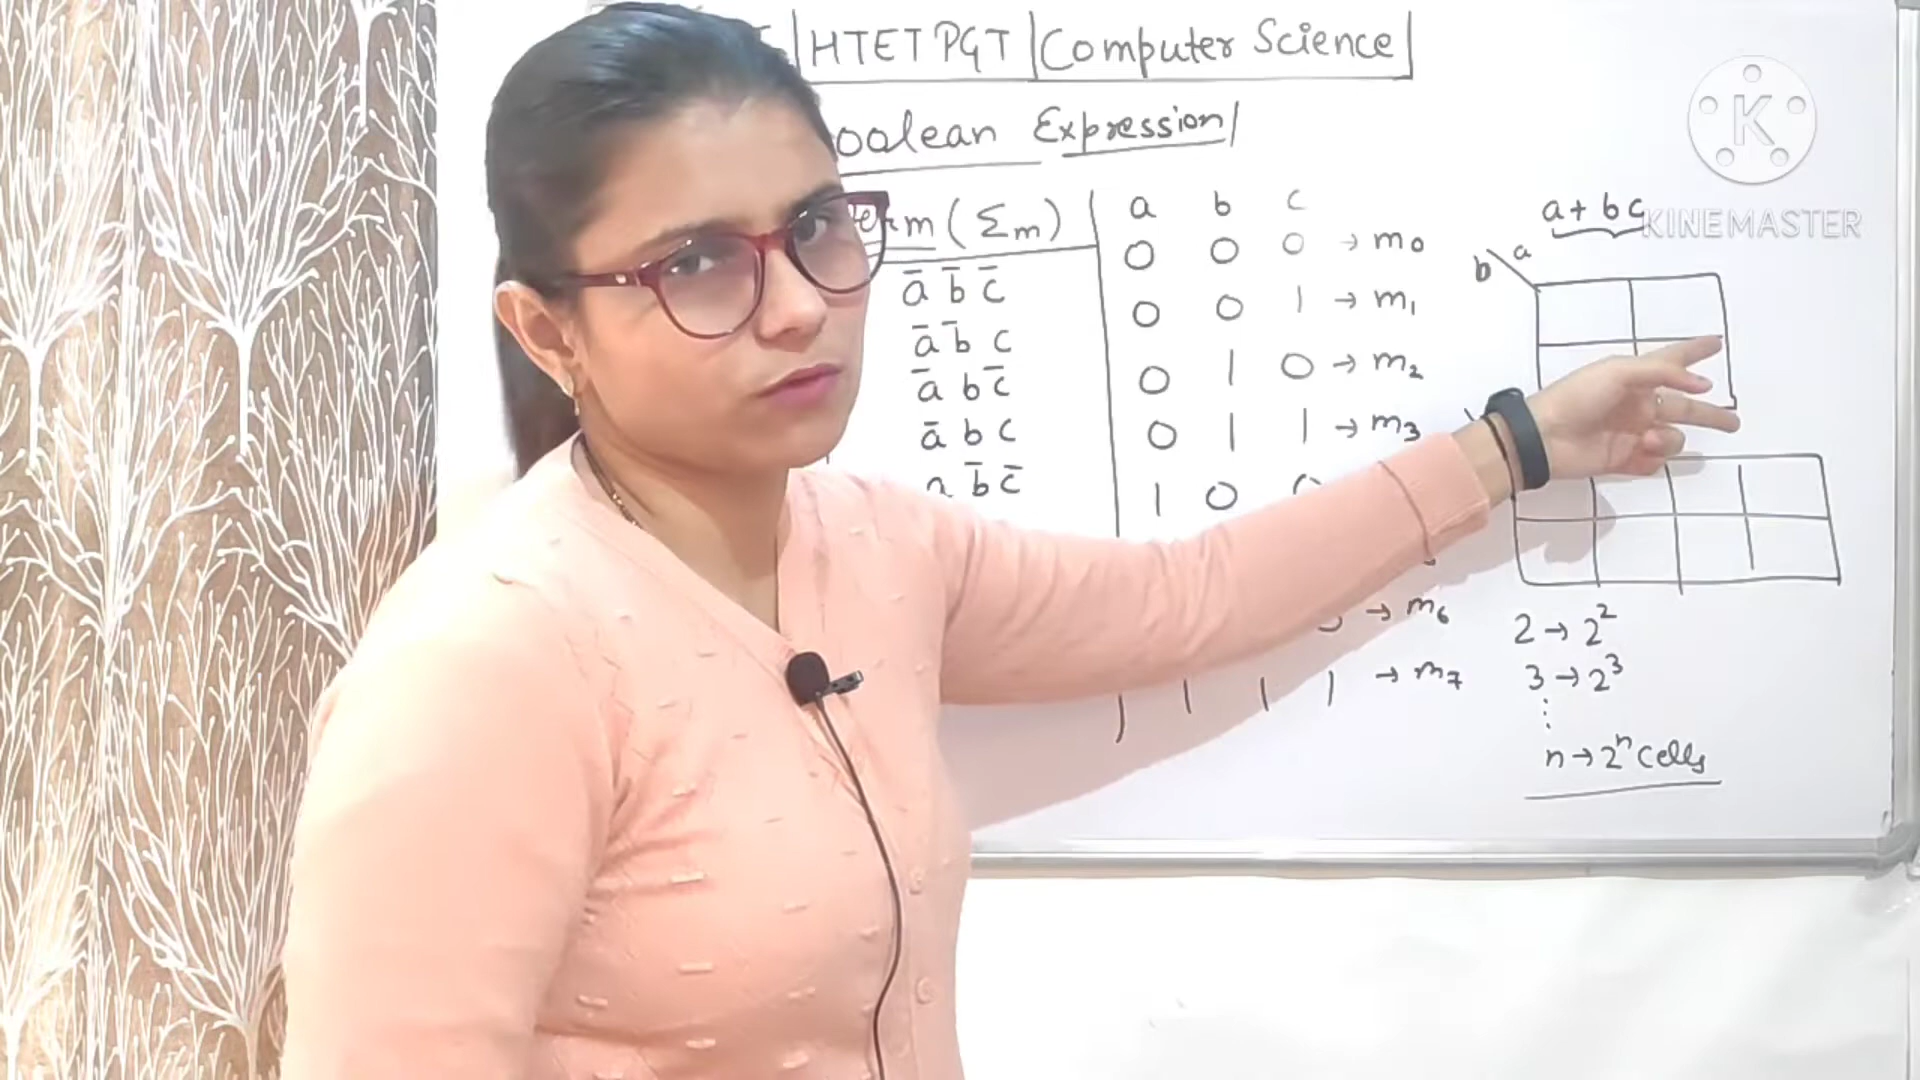 HTET PGT | Computer Science
Boolean Expression
term (Σm)
a̅ b̅ c̅
a̅ b̅ c
a̅ b c̅
a̅ b c
a b̅ c̅
a b c
0 0 0 → m0
0 0 1 → m1
0 1 0 → m2
0 1 1 → m3
1 0 0
→ m6
1 1 1 → m7
a + bc
b \ a
2 → 2²
3 → 2³
⋮
n → 2ⁿ cells
K
KINEMASTER